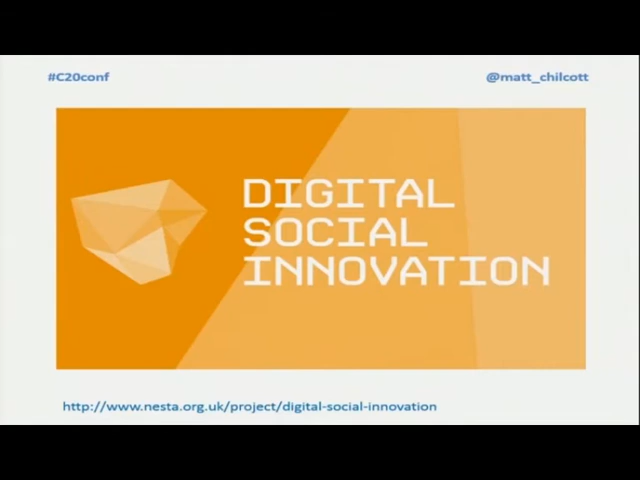 #C20conf
@matt_chilcott
DIGITAL
SOCIAL
INNOVATION
http://www.nesta.org.uk/project/digital-social-innovation